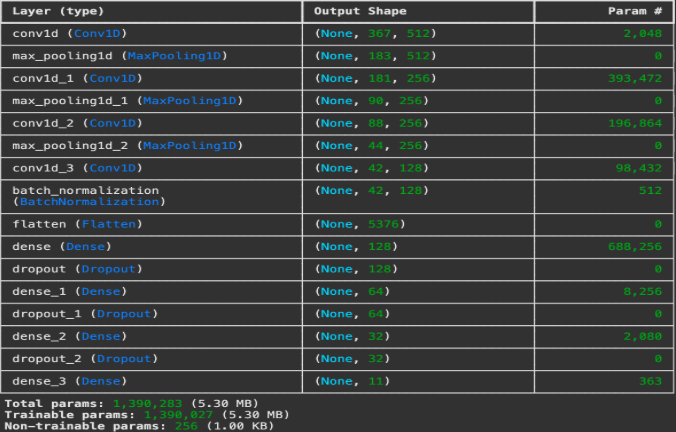 Layer (type) Output Shape Param #
conv1d (Conv1D) (None, 367, 512) 2,048
max_pooling1d (MaxPooling1D) (None, 183, 512) 0
conv1d_1 (Conv1D) (None, 181, 256) 393,472
max_pooling1d_1 (MaxPooling1D) (None, 90, 256) 0
conv1d_2 (Conv1D) (None, 88, 256) 196,864
max_pooling1d_2 (MaxPooling1D) (None, 44, 256) 0
conv1d_3 (Conv1D) (None, 42, 128) 98,432
batch_normalization (None, 42, 128) 512
(BatchNormalization)
flatten (Flatten) (None, 5376) 0
dense (Dense) (None, 128) 688,256
dropout (Dropout) (None, 128) 0
dense_1 (Dense) (None, 64) 8,256
dropout_1 (Dropout) (None, 64) 0
dense_2 (Dense) (None, 32) 2,080
dropout_2 (Dropout) (None, 32) 0
dense_3 (Dense) (None, 11) 363
Total params: 1,390,283 (5.30 MB)
Trainable params: 1,390,027 (5.30 MB)
Non-trainable params: 256 (1.00 KB)